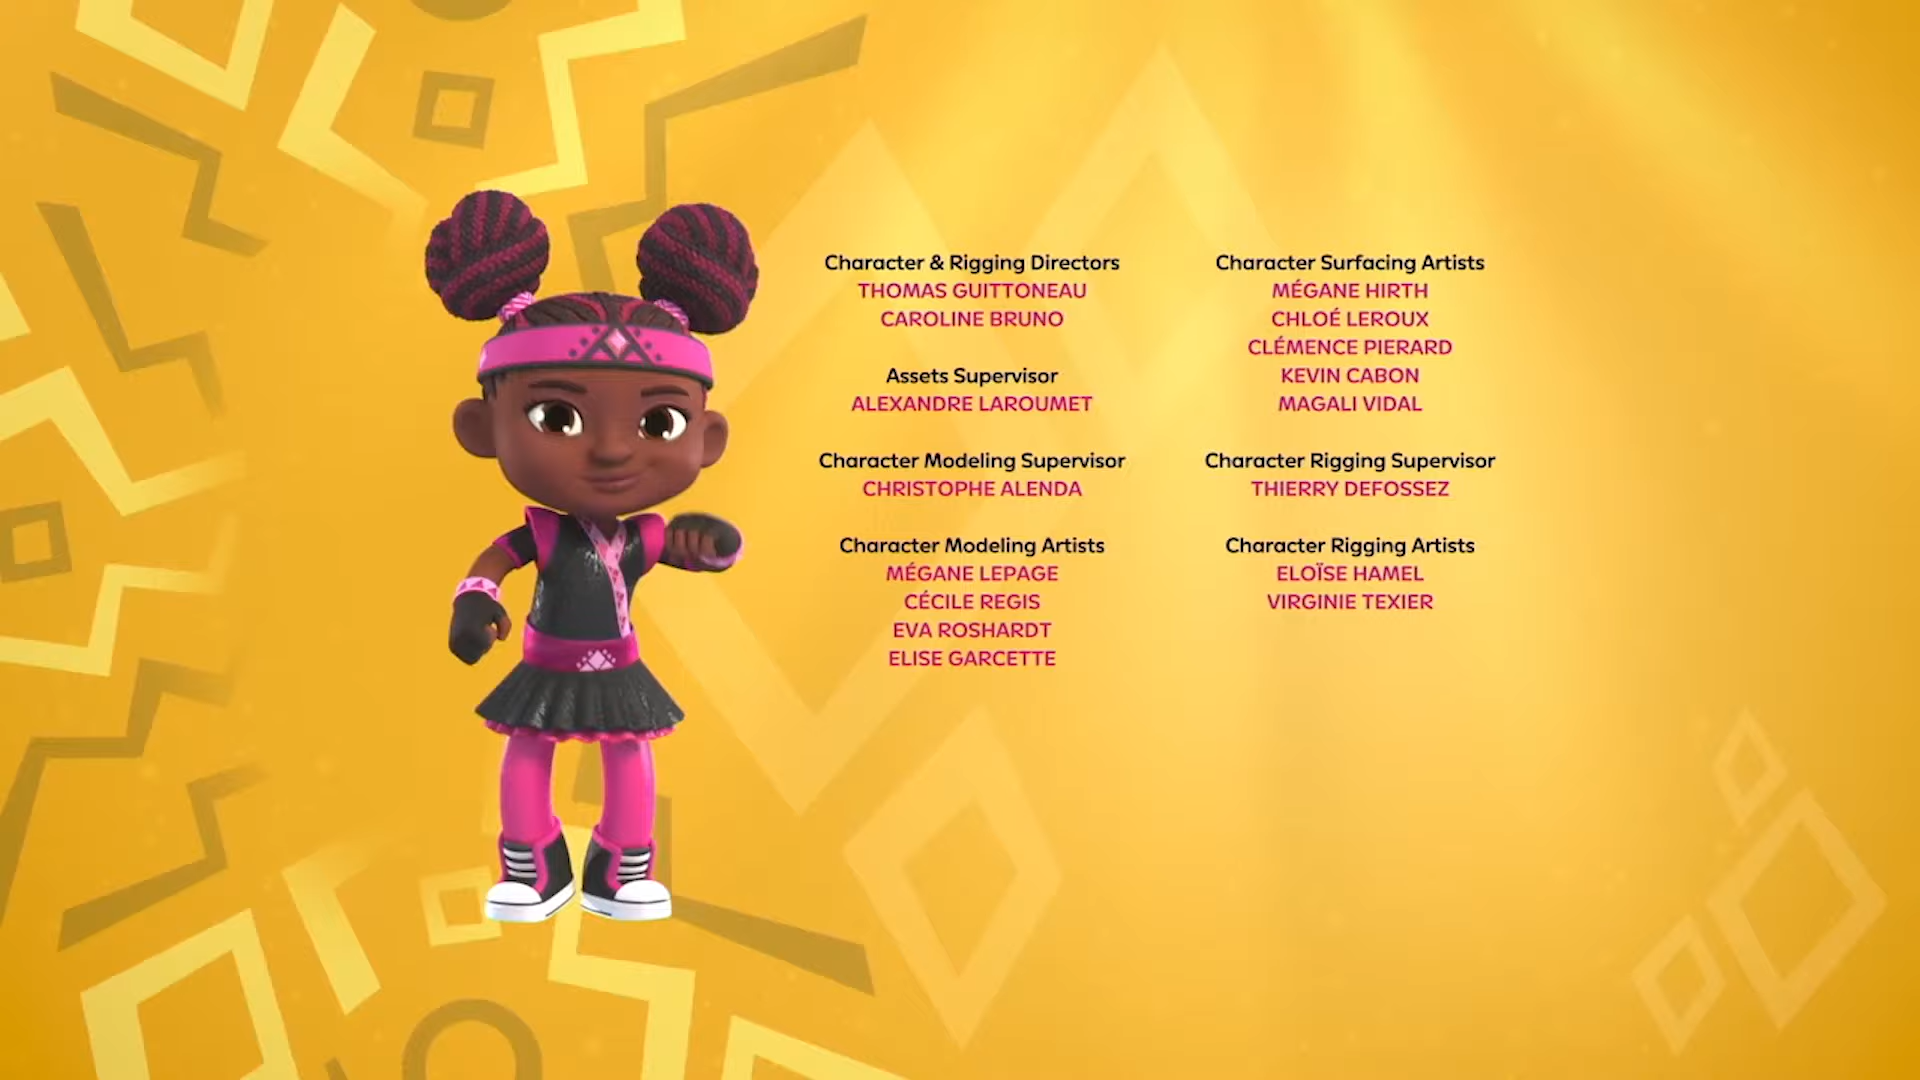 Character & Rigging Directors
THOMAS GUITTONEAU
CAROLINE BRUNO
Assets Supervisor
ALEXANDRE LAROUMET
Character Modeling Supervisor
CHRISTOPHE ALENDA
Character Modeling Artists
MÉGANE LEPAGE
CÉCILE REGIS
EVA ROSHARDT
ELISE GARCETTE
Character Surfacing Artists
MÉGANE HIRTH
CHLOÉ LEROUX
CLÉMENCE PIERARD
KEVIN CABON
MAGALI VIDAL
Character Rigging Supervisor
THIERRY DEFOSSEZ
Character Rigging Artists
ELOÏSE HAMEL
VIRGINIE TEXIER